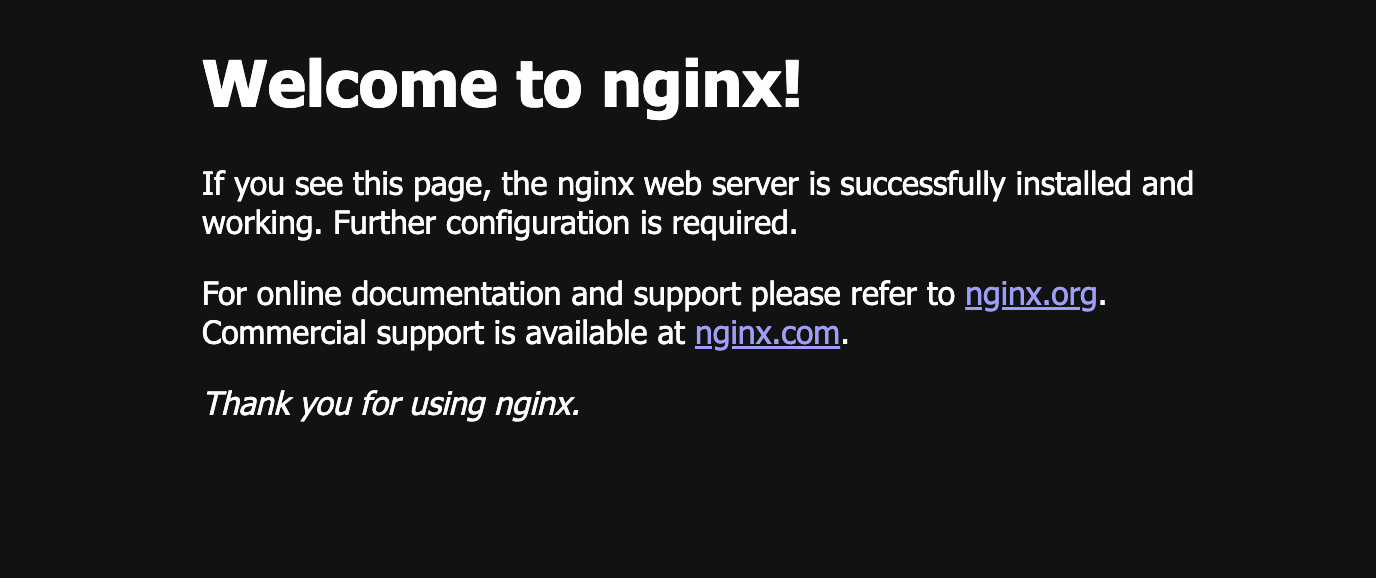 Welcome to nginx!
If you see this page, the nginx web server is successfully installed and
working. Further configuration is required.
For online documentation and support please refer to nginx.org.
Commercial support is available at nginx.com.
Thank you for using nginx.